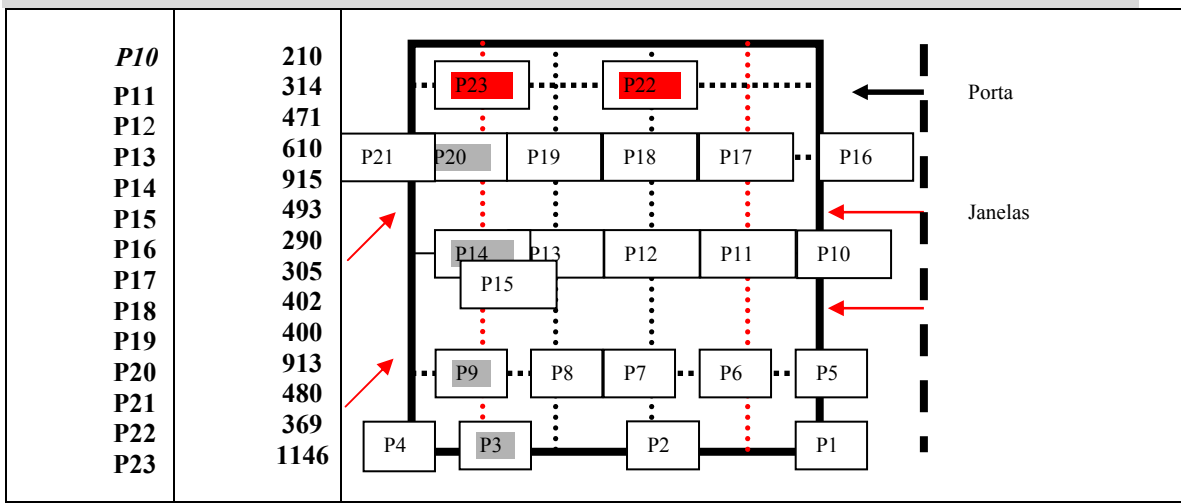 P10 210
P11 314
P12 471
P13 610
P14 915
P15 493
P16 290
P17 305
P18 402
P19 400
P20 913
P21 480
P22 369
P23 1146
P23 P22 Porta
P21 P20 P19 P18 P17 P16
Janelas
P14 P13 P12 P11 P10
P15
P9 P8 P7 P6 P5
P4 P3 P2 P1